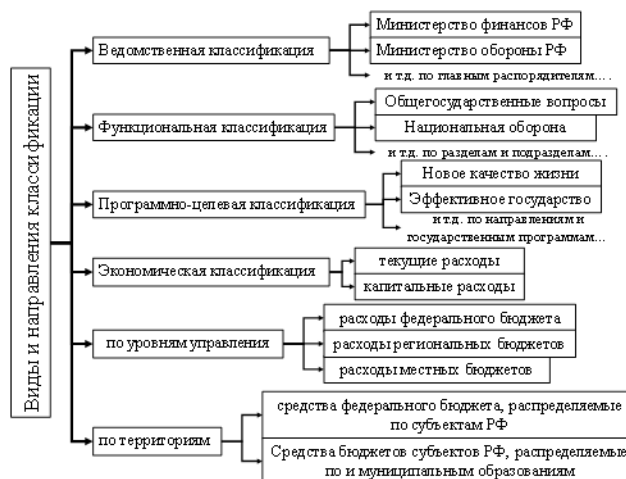 Виды и направления классификации
Ведомственная классификация
Министерство финансов РФ
Министерство обороны РФ
и т.д. по главным распорядителям….
Функциональная классификация
Общегосударственные вопросы
Национальная оборона
и т.д. по разделам и подразделам….
Программно-целевая классификация
Новое качество жизни
Эффективное государство
и т.д. по направлениям и
государственным программам...
Экономическая классификация
текущие расходы
капитальные расходы
по уровням управления
расходы федерального бюджета
расходы региональных бюджетов
расходы местных бюджетов
по территориям
средства федерального бюджета, распределяемые
по субъектам РФ
Средства бюджетов субъектов РФ, распределяемые
по и муниципальным образованиям